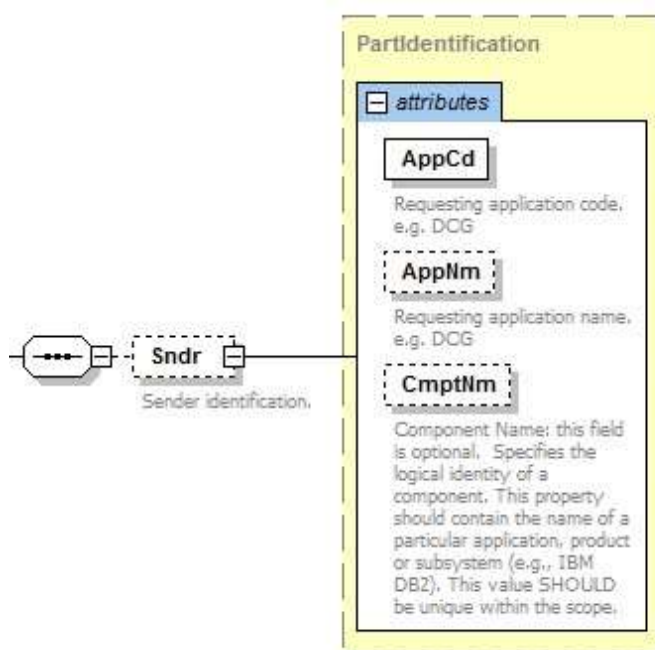 PartIdentification
attributes
AppCd
Requesting application code.
e.g. DCG
AppNm
Requesting application name.
e.g. DCG
Sndr
Sender identification.
CmptNm
Component Name: this field
is optional.  Specifies the
logical identity of a
component. This property
should contain the name of a
particular application, product
or subsystem (e.g., IBM
DB2). This value SHOULD
be unique within the scope.